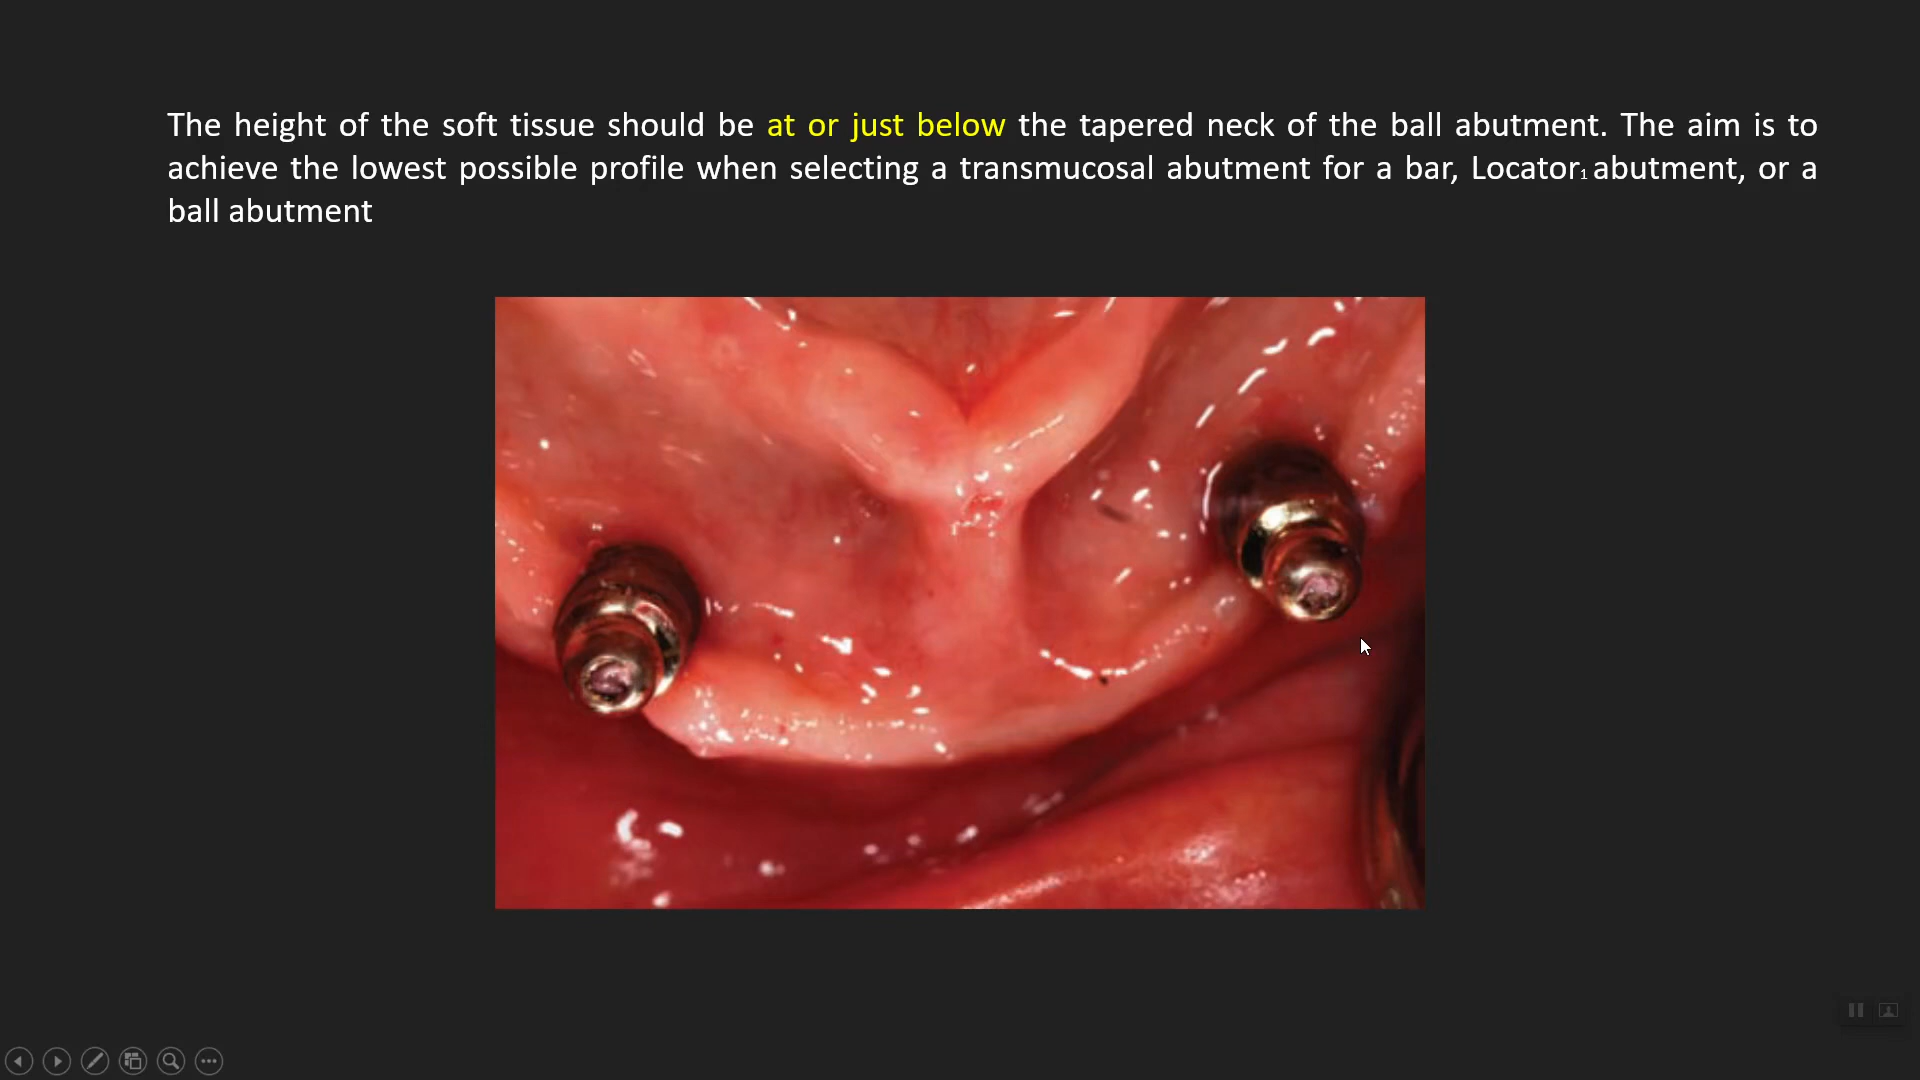 The height of the soft tissue should be at or just below the tapered neck of the ball abutment. The aim is to
achieve the lowest possible profile when selecting a transmucosal abutment for a bar, Locator1 abutment, or a
ball abutment